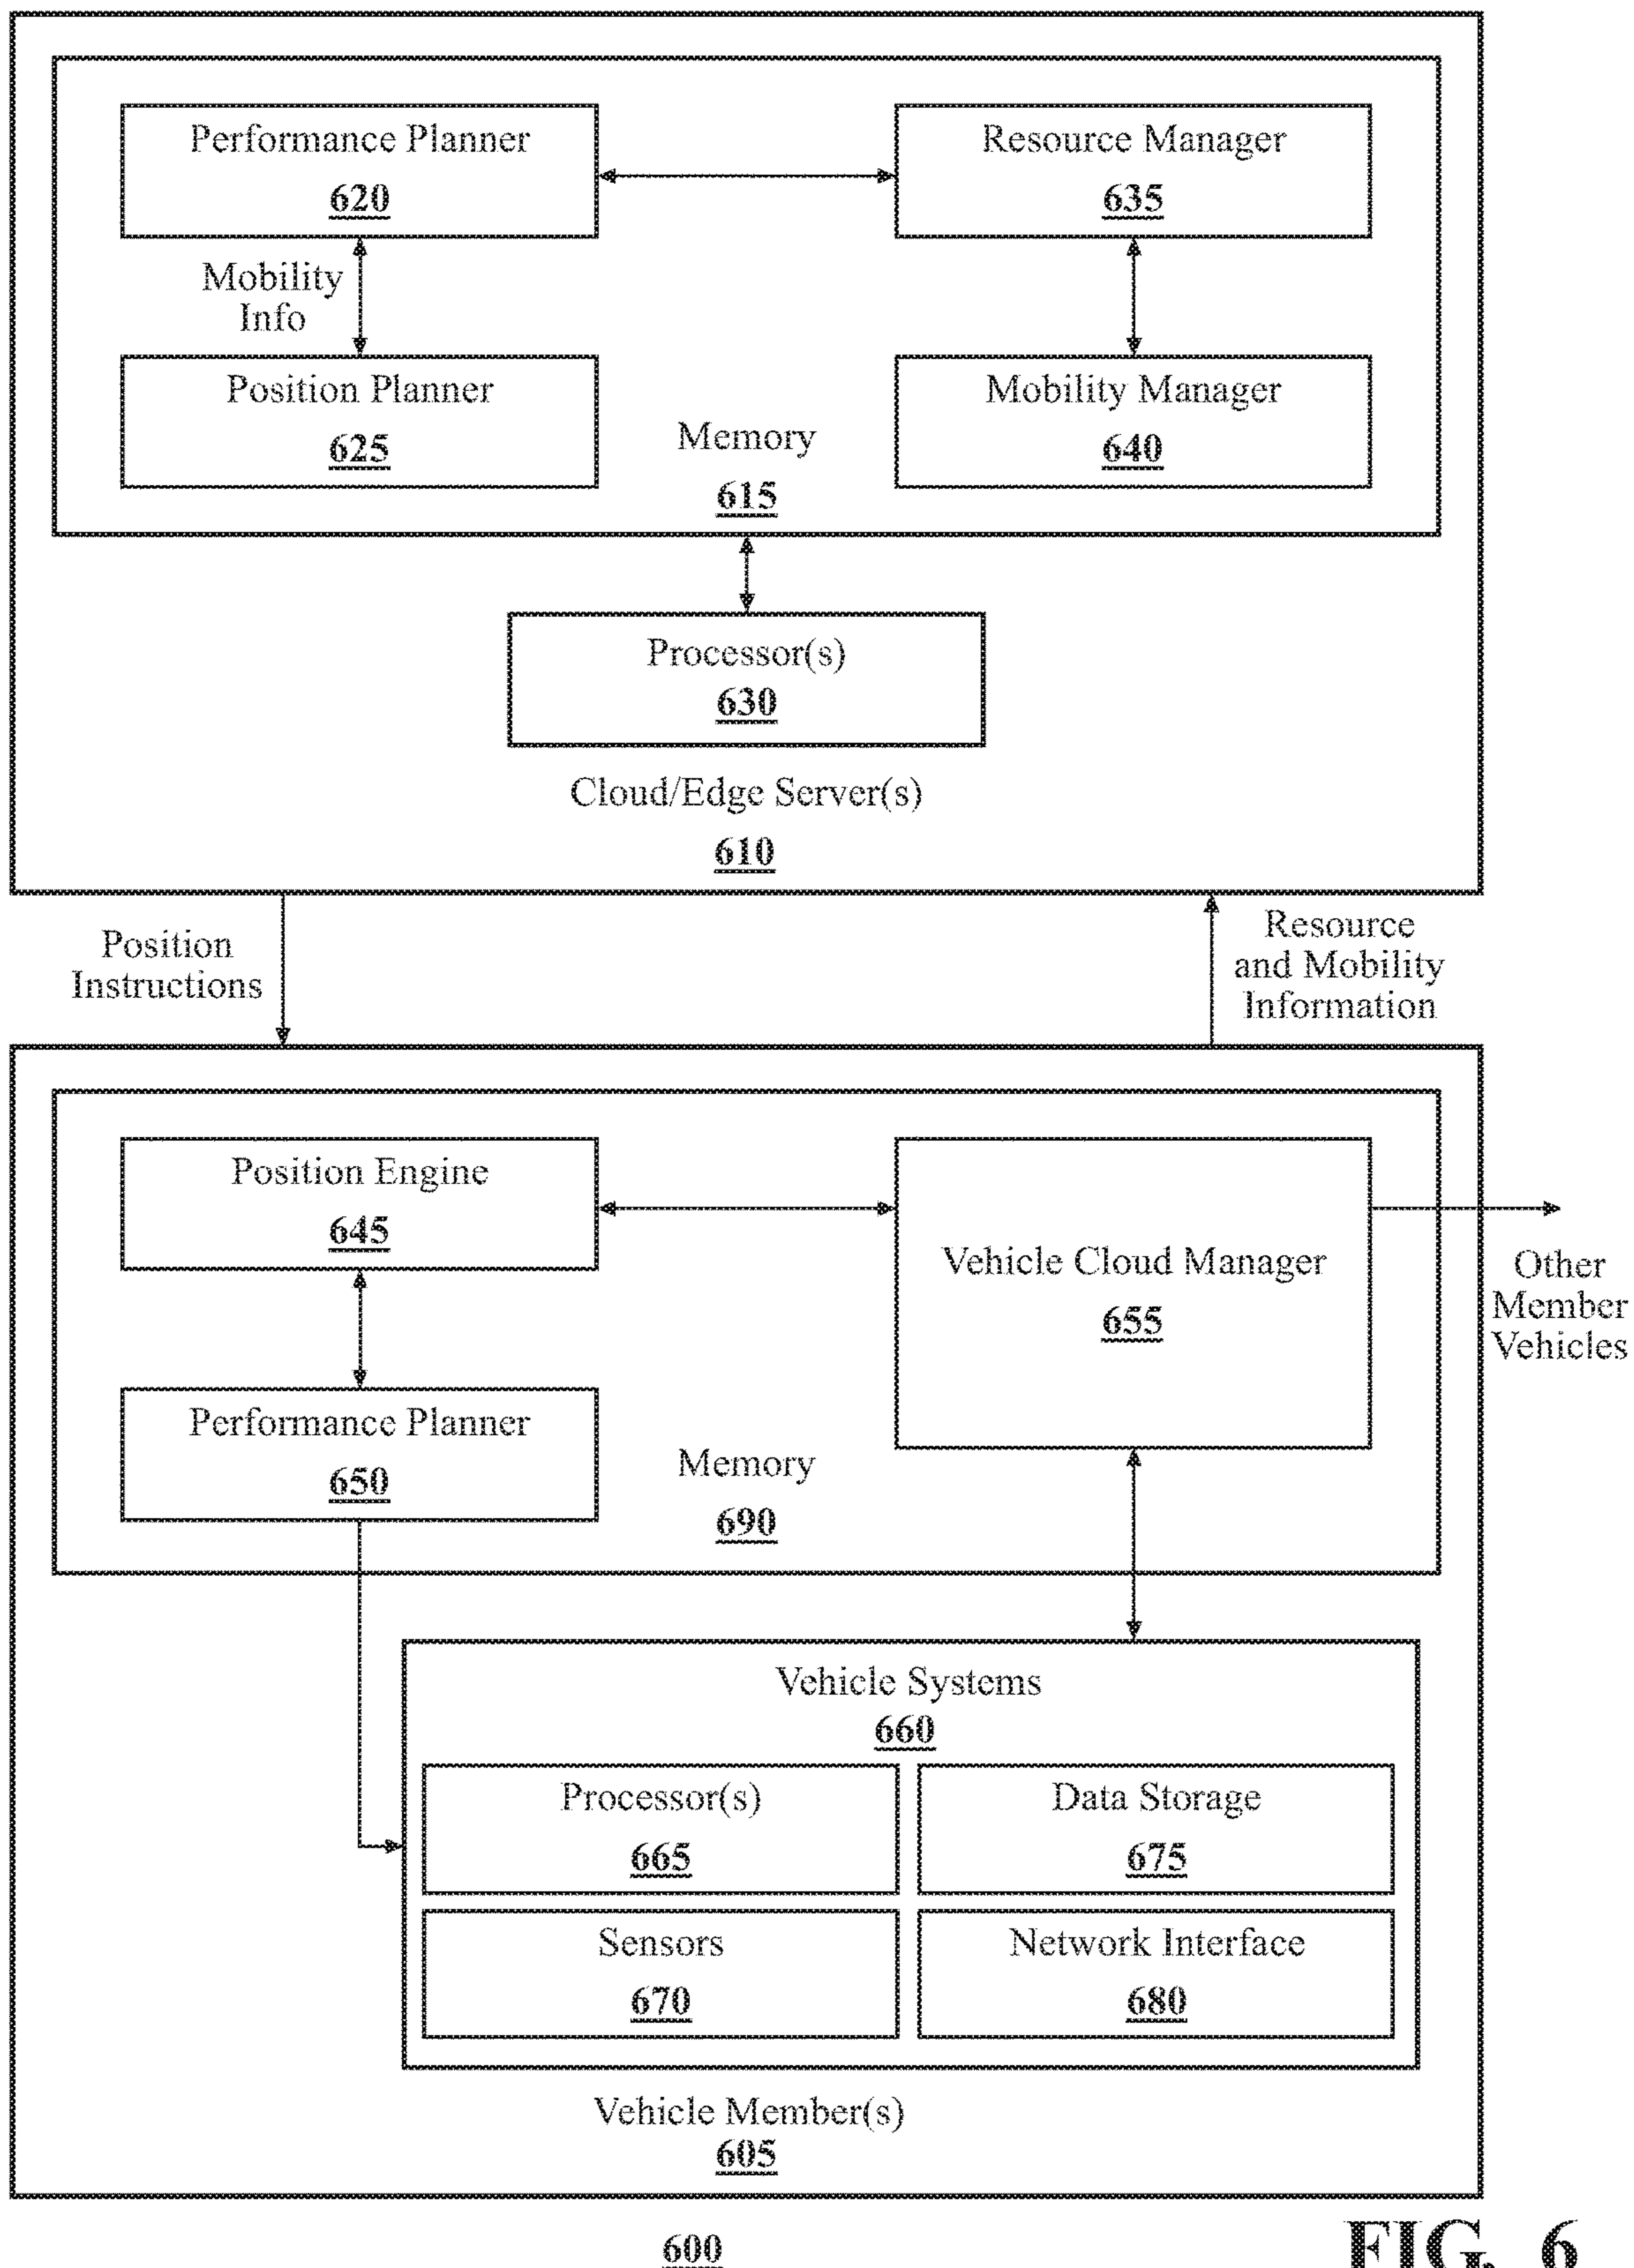 Performance Planner
620
Resource Manager
635
Mobility
Info
Position Planner
625
Memory
615
Mobility Manager
640
Processor(s)
630
Cloud/Edge Server(s)
610
Position
Instructions
Resource
and Mobility
Information
Position Engine
645
Vehicle Cloud Manager
655
Other
Member
Vehicles
Performance Planner
650
Memory
690
Vehicle Systems
660
Processor(s)
665
Data Storage
675
Sensors
670
Network Interface
680
Vehicle Member(s)
605
600
FIG. 6